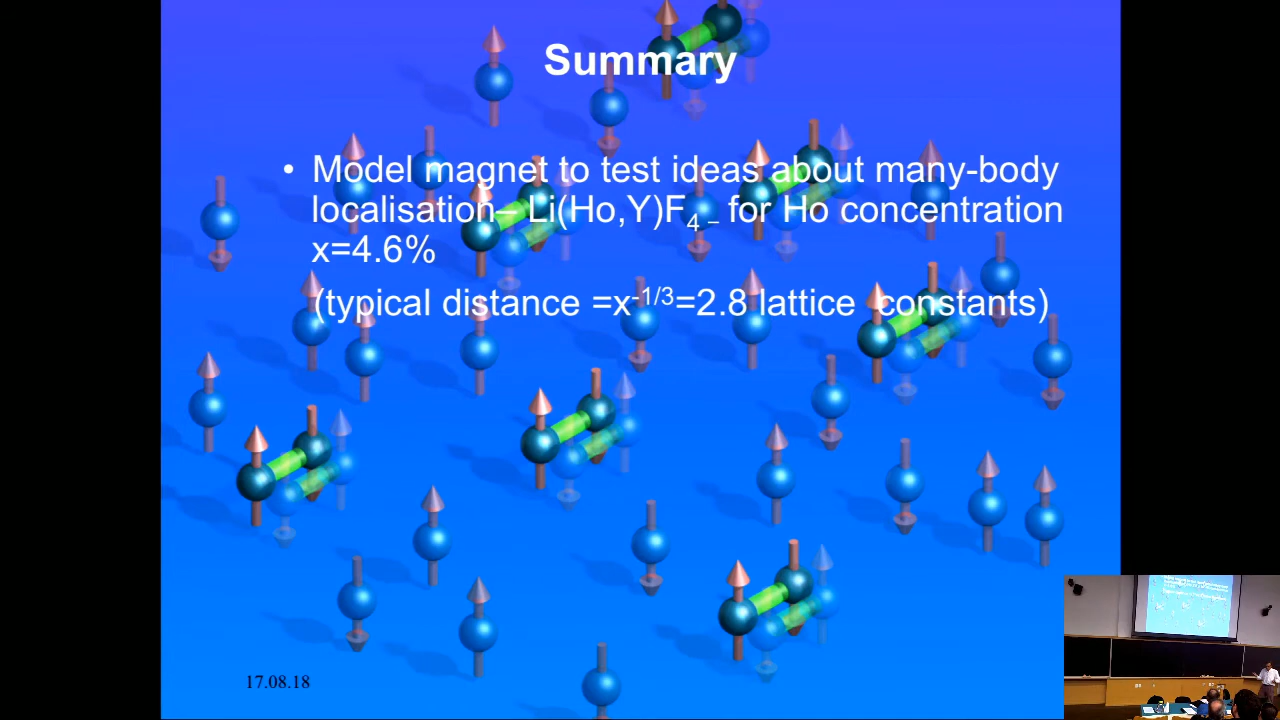 Summary
• Model magnet to test ideas about many-body
localisation– Li(Ho,Y)F4 – for Ho concentration
x=4.6%
(typical distance =x-1/3=2.8 lattice constants)
17.08.18